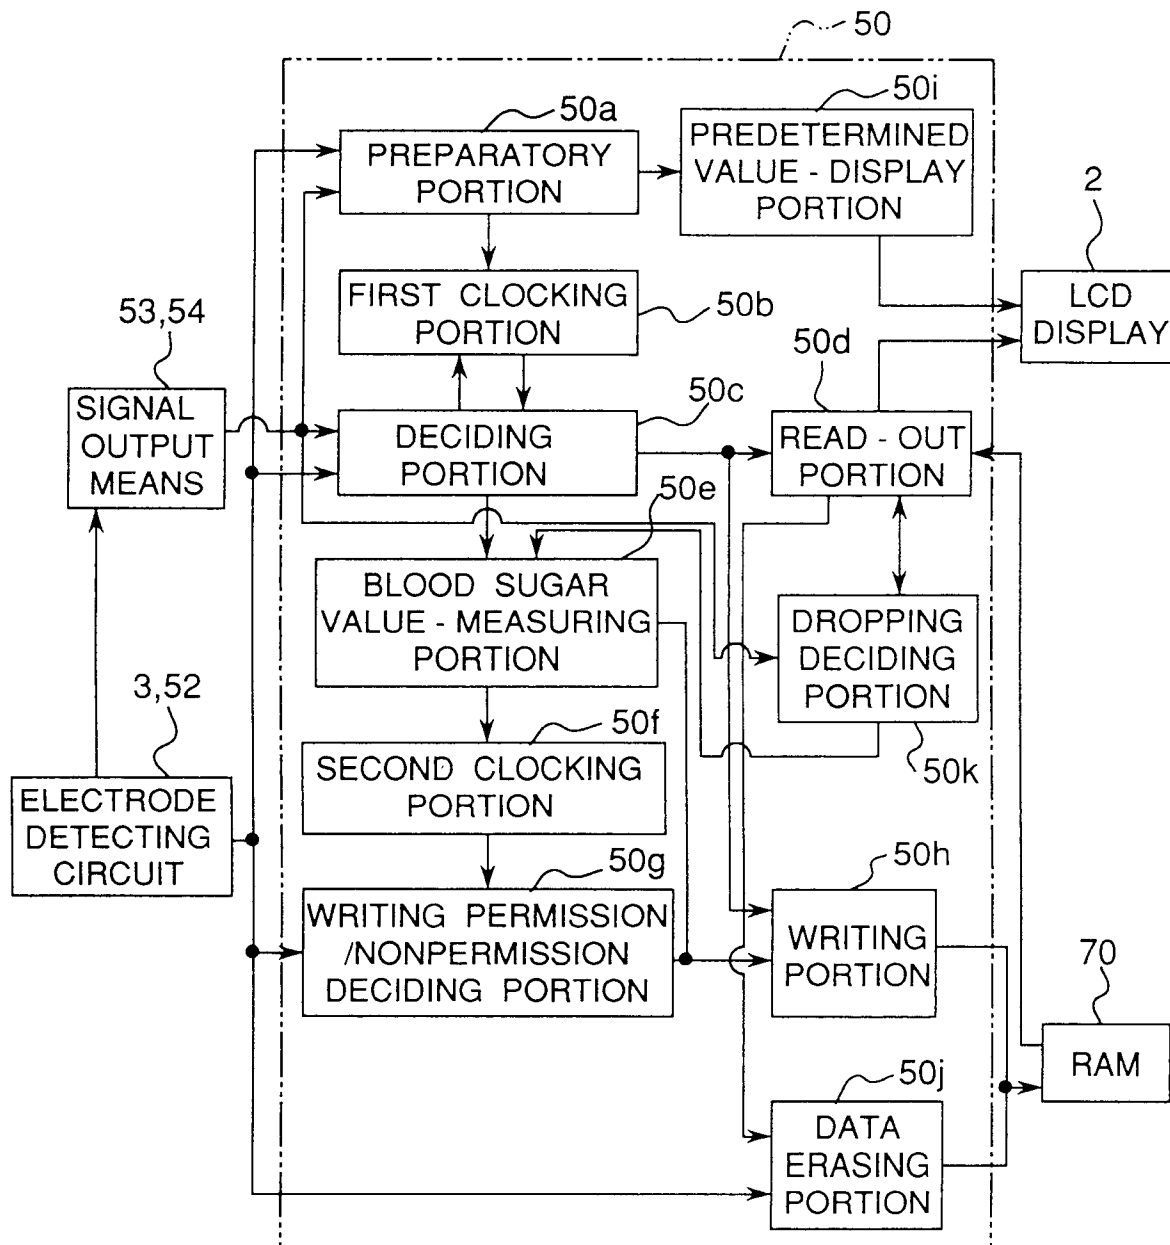 50
50a
PREPARATORY
PORTION
50i
PREDETERMINED
VALUE - DISPLAY
PORTION
2
LCD
DISPLAY
FIRST CLOCKING
PORTION
50b
53,54
SIGNAL
OUTPUT
MEANS
DECIDING
PORTION
50c
50d
READ - OUT
PORTION
50e
BLOOD SUGAR
VALUE - MEASURING
PORTION
DROPPING
DECIDING
PORTION
50k
3,52
ELECTRODE
DETECTING
CIRCUIT
50f
SECOND CLOCKING
PORTION
50g
WRITING PERMISSION
/NONPERMISSION
DECIDING PORTION
50h
WRITING
PORTION
70
RAM
50j
DATA
ERASING
PORTION